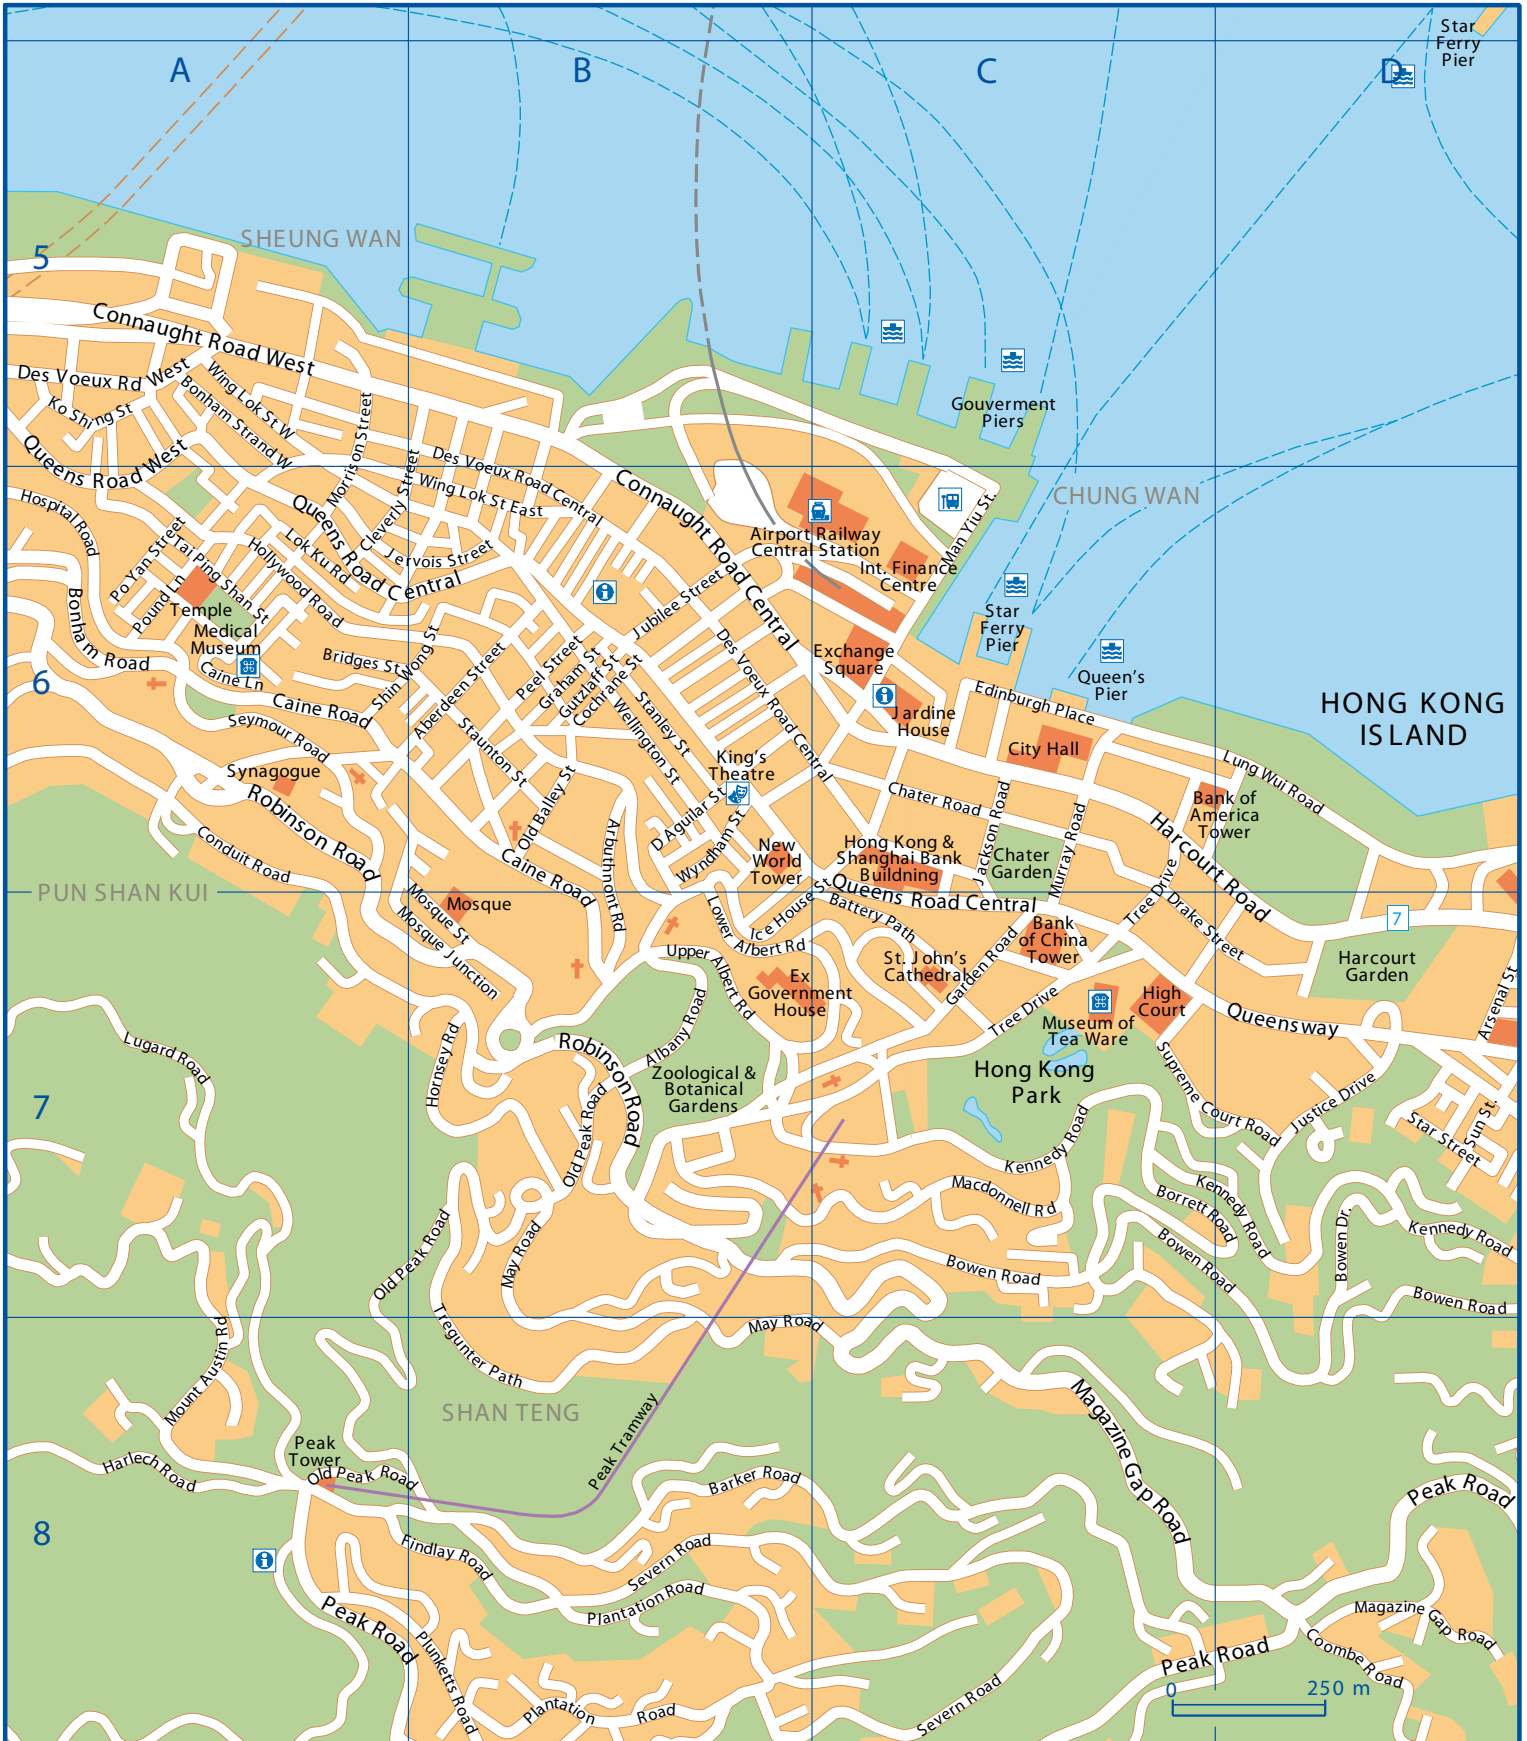 Star
Ferry
Pier
A
B
C
D
SHEUNG WAN
5
Connaught Road West
Des Voeux Rd West
Wing Lok St W
Bonham Strand W
Ko Shing St
Queens Road West
Morrison Street
Cleverly Street
Des Voeux Road Central
Wing Lok St East
Connaught Road Central
Gouverment
Piers
CHUNG WAN
Man Yiu St.
Airport Railway
Central Station
Int. Finance
Centre
Hospital Road
Queens Road Central
Po Yan Street
Tai Ping Shan St
Pound Ln
Hollywood Road
Lok Ku Rd
Jervois Street
Jubilee Street
Temple
Medical
Museum
Bonham Road
Bridges St
Shin Wong St
Caine Ln
Caine Road
Aberdeen Street
Peel Street
Graham St
Gutzlaff St
Cochrane St
Stanley St
Wellington St
Des Voeux Road Central
Exchange
Square
Star
Ferry
Pier
Queen's
Pier
Jardine
House
Edinburgh Place
City Hall
6
HONG KONG
ISLAND
Seymour Road
Staunton St
Synagogue
Robinson Road
Conduit Road
Old Balley St
Arbuthnont Rd
King's
Theatre
D Aguilar St
Wyndham St
New
World
Tower
Chater Road
Jackson Road
Murray Road
Lung Wui Road
Bank of
America
Tower
Harcourt Road
Hong Kong &
Shanghai Bank
Buildning
Chater
Garden
PUN SHAN KUI
Caine Road
Mosque
Mosque St
Mosque Junction
Queens Road Central
Ice House St
Lower Albert Rd
Battery Path
Tree Drive
Drake Street
Bank
of China
Tower
7
Harcourt
Garden
Upper Albert Rd
St. John's
Cathedral
Garden Road
Ex
Government
House
Tree Drive
Museum of
Tea Ware
High
Court
Queensway
Arsenal St
Lugard Road
Hornsey Rd
Robinson Road
Albany Road
Zoological &
Botanical
Gardens
Hong Kong
Park
Supreme Court Road
Justice Drive
Star Street
Sun St.
7
Old Peak Road
Kennedy Road
Macdonnell Rd
Kennedy Road
Borrett Road
Bowen Road
Bowen Dr.
Kennedy Road
Old Peak Road
May Road
Bowen Road
Bowen Road
May Road
Tregunter Path
Mount Austin Rd
SHAN TENG
Peak Tramway
Magazine Gap Road
Peak
Tower
Old Peak Road
Harlech Road
Barker Road
Peak Road
8
Findlay Road
Severn Road
Plantation Road
Peak Road
Plunketts Road
Plantation Road
Severn Road
Peak Road
Magazine Gap Road
Coombe Road
0 250 m